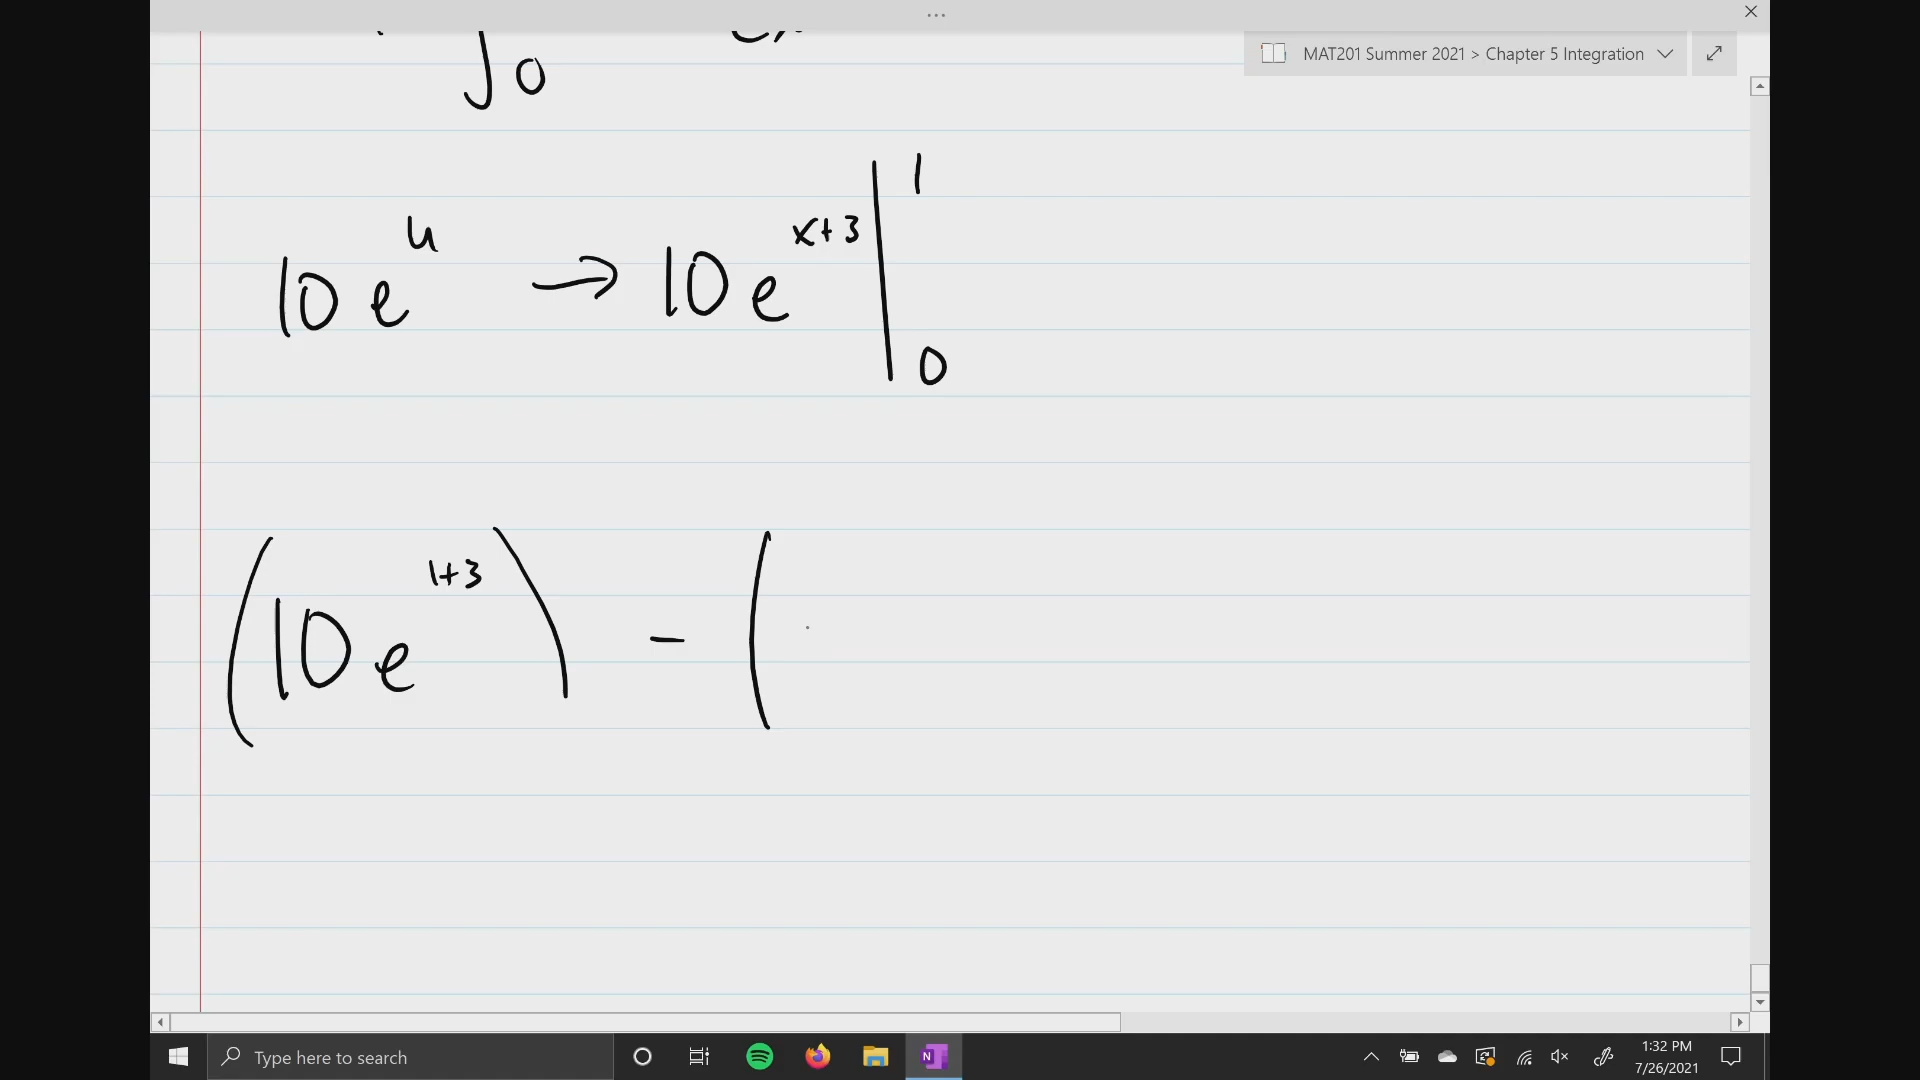 ...
MAT201 Summer 2021 > Chapter 5 Integration
∫ 0
10 e^u → 10 e^(x+3) | 1 0
(10 e^(1+3)) - (
Type here to search
N
1:32 PM
7/26/2021